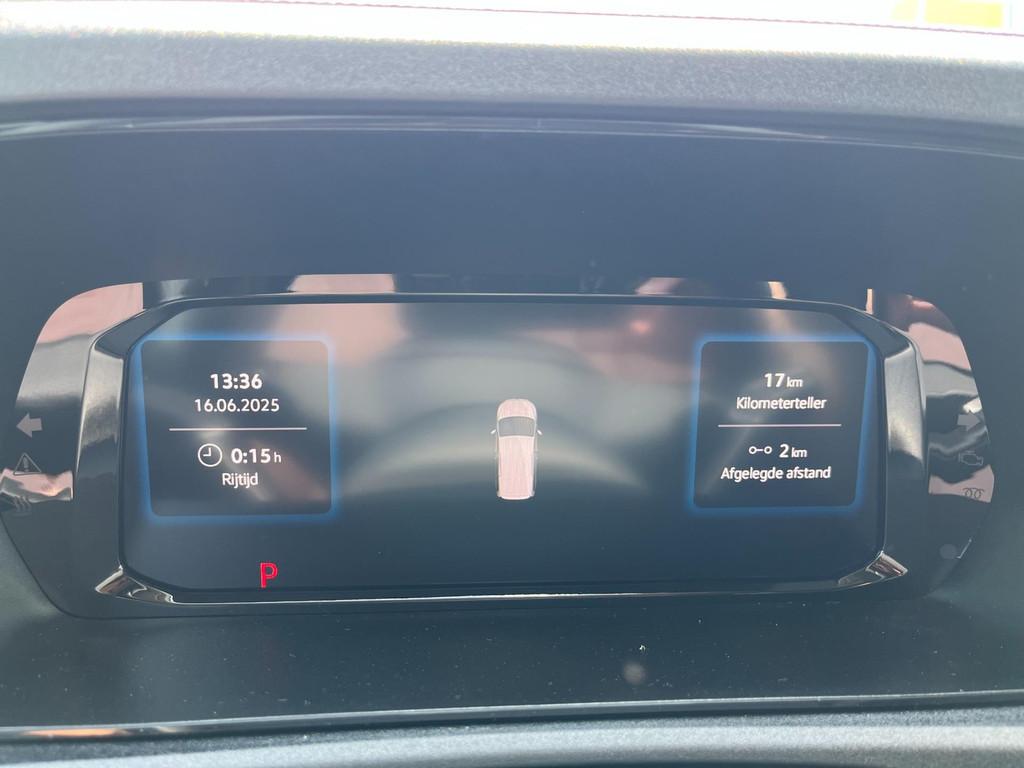 13:36
16.06.2025
0:15 h
Rijtijd
P
17 km
Kilometerteller
2 km
Afgelegde afstand